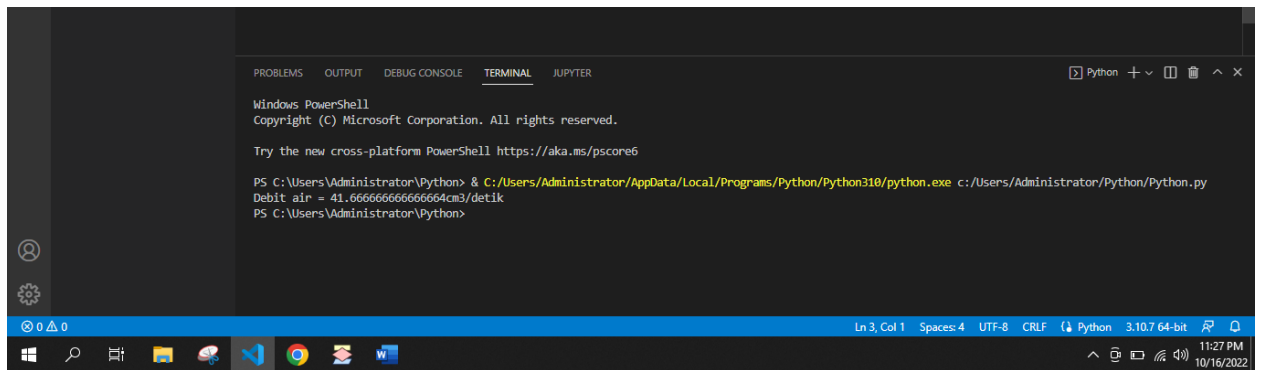 PROBLEMS OUTPUT DEBUG CONSOLE TERMINAL JUPYTER Python
Windows PowerShell
Copyright (C) Microsoft Corporation. All rights reserved.
Try the new cross-platform PowerShell https://aka.ms/pscore6
PS C:\Users\Administrator\Python> & C:/Users/Administrator/AppData/Local/Programs/Python/Python310/python.exe c:/Users/Administrator/Python/Python.py
Debit air = 41.666666666666664cm3/detik
PS C:\Users\Administrator\Python>
0 0 Ln 3, Col 1 Spaces: 4 UTF-8 CRLF Python 3.10.7 64-bit
W 11:27 PM
10/16/2022